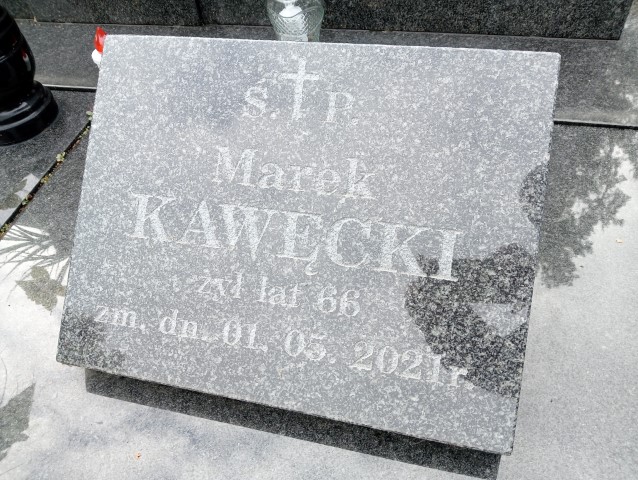 Ś. P.
Marek
KAWĘCKI
żył lat 66
zm. dn. 01. 05. 2021 r.